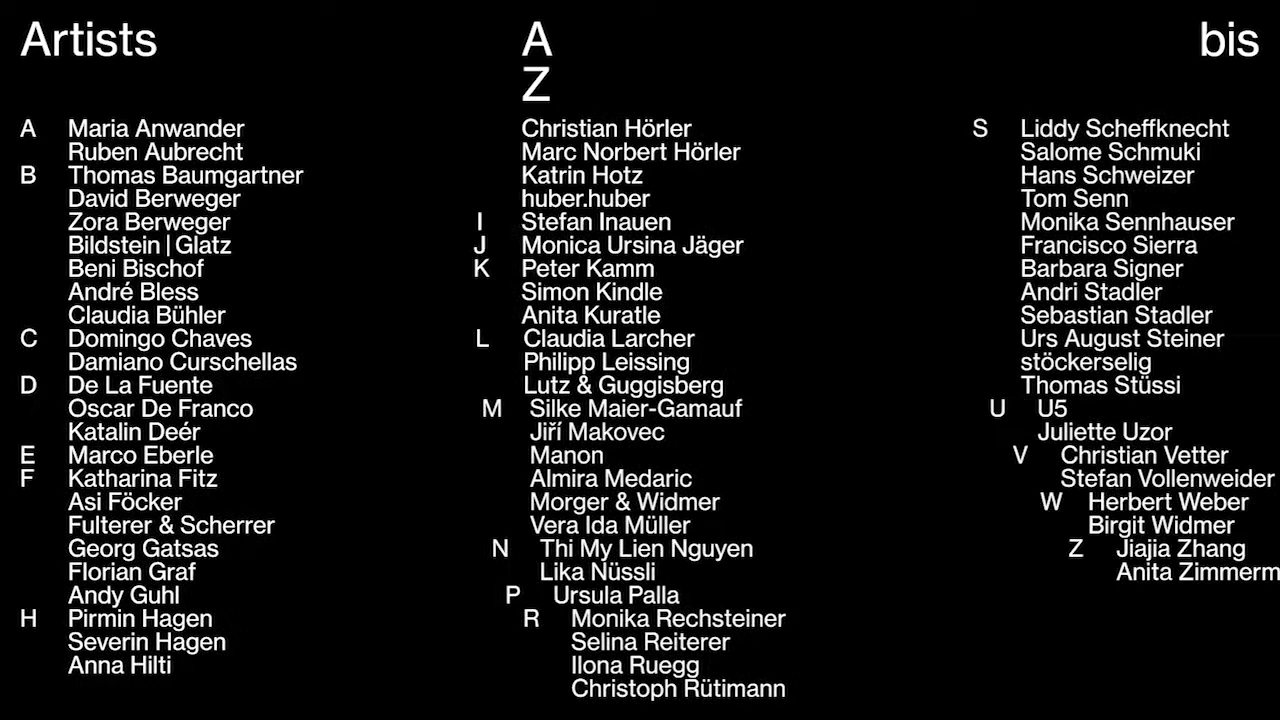 Artists
A
bis
Z
A Maria Anwander
Ruben Aubrecht
B Thomas Baumgartner
David Berweger
Zora Berweger
Bildstein | Glatz
Beni Bischof
André Bless
Claudia Bühler
C Domingo Chaves
Damiano Curschellas
D De La Fuente
Oscar De Franco
Katalin Deér
E Marco Eberle
F Katharina Fitz
Asi Föcker
Fulterer & Scherrer
Georg Gatsas
Florian Graf
Andy Guhl
H Pirmin Hagen
Severin Hagen
Anna Hilti
Christian Hörler
Marc Norbert Hörler
Katrin Hotz
huber.huber
I Stefan Inauen
J Monica Ursina Jäger
K Peter Kamm
Simon Kindle
Anita Kuratle
L Claudia Larcher
Philipp Leissing
Lutz & Guggisberg
M Silke Maier-Gamauf
Jiří Makovec
Manon
Almira Medaric
Morger & Widmer
Vera Ida Müller
N Thi My Lien Nguyen
Lika Nüssli
P Ursula Palla
R Monika Rechsteiner
Selina Reiterer
Ilona Ruegg
Christoph Rütimann
S Liddy Scheffknecht
Salome Schmuki
Hans Schweizer
Tom Senn
Monika Sennhauser
Francisco Sierra
Barbara Signer
Andri Stadler
Sebastian Stadler
Urs August Steiner
stöckerselig
Thomas Stüssi
U U5
Juliette Uzor
V Christian Vetter
Stefan Vollenweider
W Herbert Weber
Birgit Widmer
Z Jiajia Zhang
Anita Zimmerm